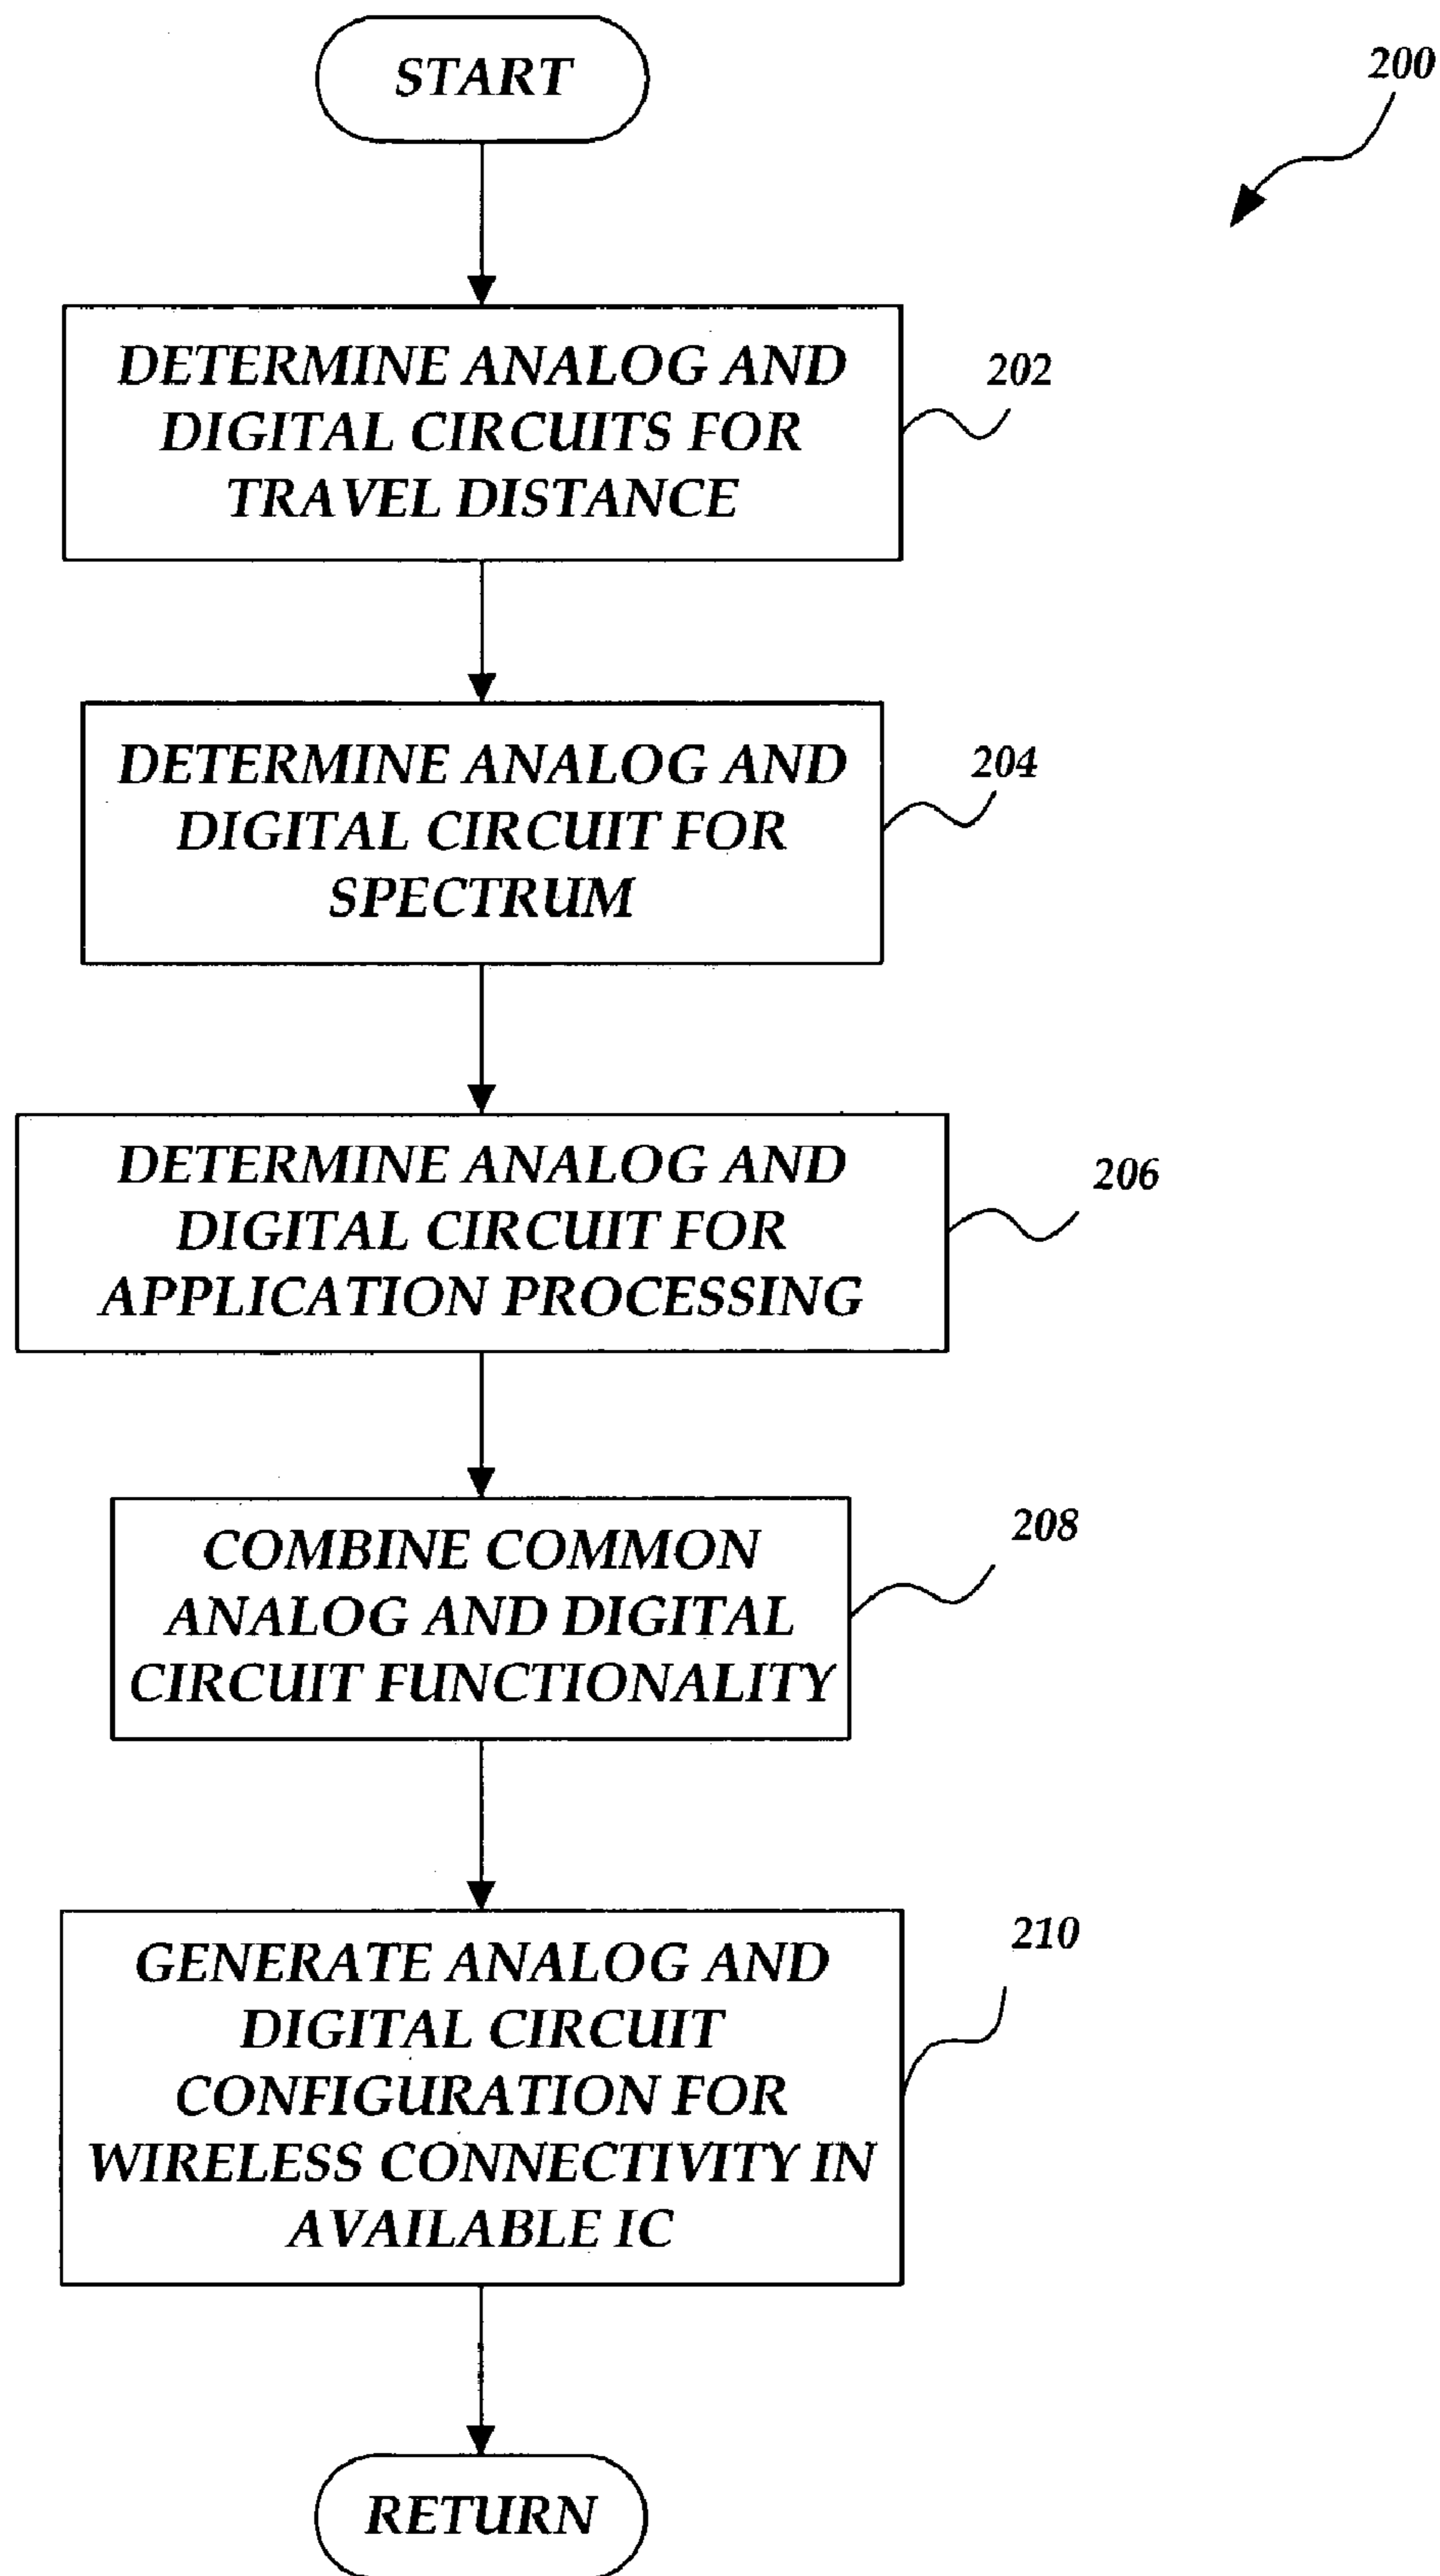 START
200
DETERMINE ANALOG AND
DIGITAL CIRCUITS FOR
TRAVEL DISTANCE
202
DETERMINE ANALOG AND
DIGITAL CIRCUIT FOR
SPECTRUM
204
DETERMINE ANALOG AND
DIGITAL CIRCUIT FOR
APPLICATION PROCESSING
206
COMBINE COMMON
ANALOG AND DIGITAL
CIRCUIT FUNCTIONALITY
208
GENERATE ANALOG AND
DIGITAL CIRCUIT
CONFIGURATION FOR
WIRELESS CONNECTIVITY IN
AVAILABLE IC
210
RETURN